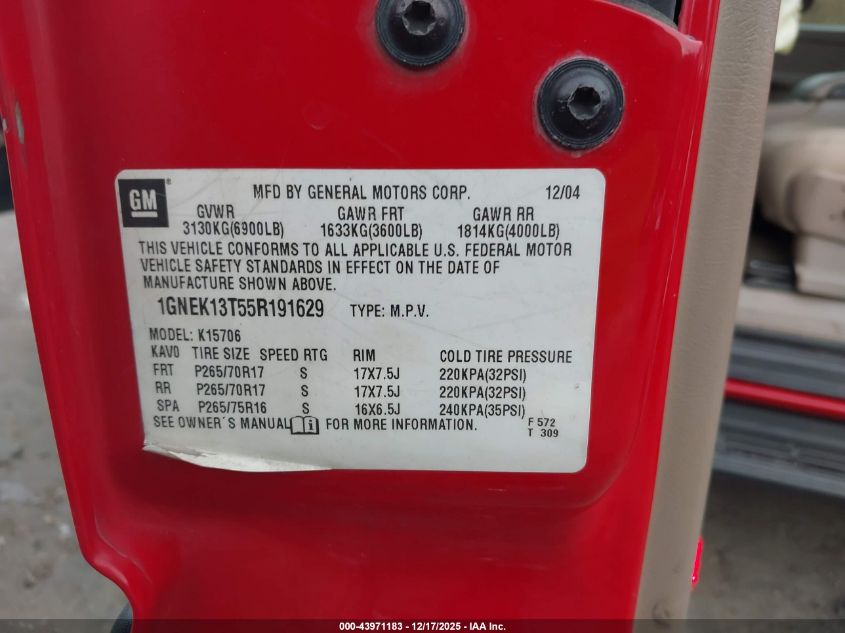 GM MFD BY GENERAL MOTORS CORP. 12/04
GVWR GAWR FRT GAWR RR
3130KG(6900LB) 1633KG(3600LB) 1814KG(4000LB)
THIS VEHICLE CONFORMS TO ALL APPLICABLE U.S. FEDERAL MOTOR
VEHICLE SAFETY STANDARDS IN EFFECT ON THE DATE OF
MANUFACTURE SHOWN ABOVE.
1GNEK13T55R191629 TYPE: M.P.V.
MODEL: K15706
KAVO TIRE SIZE SPEED RTG RIM COLD TIRE PRESSURE
FRT P265/70R17 S 17X7.5J 220KPA(32PSI)
RR P265/70R17 S 17X7.5J 220KPA(32PSI)
SPA P265/75R16 S 16X6.5J 240KPA(35PSI)
SEE OWNER´S MANUAL FOR MORE INFORMATION. F 572
T 309
000-43971183 - 12/17/2025 - IAA Inc.